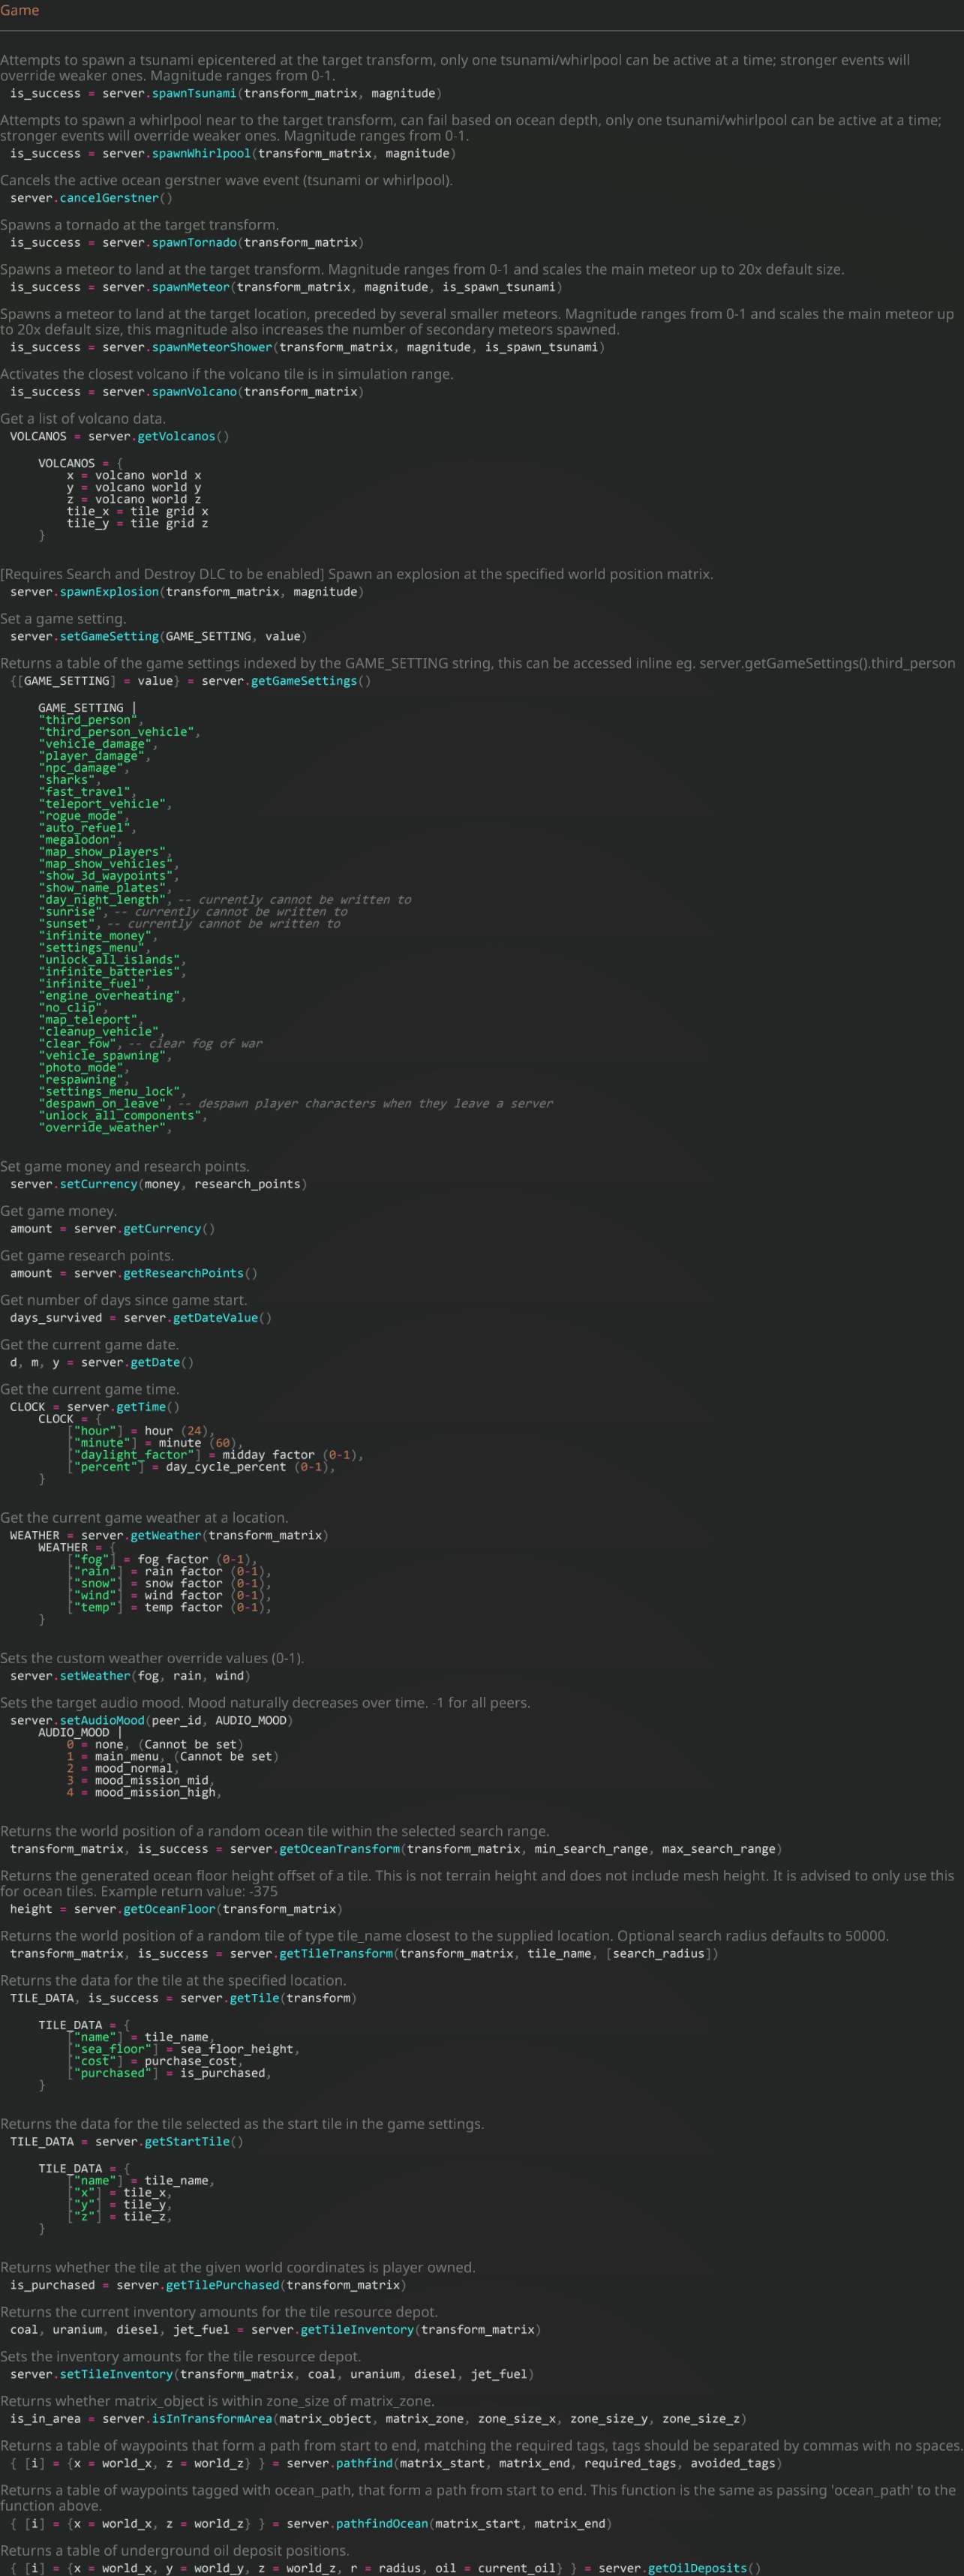 Game
Attempts to spawn a tsunami epicentered at the target transform, only one tsunami/whirlpool can be active at a time; stronger events will
override weaker ones. Magnitude ranges from 0-1.
is_success = server.spawnTsunami(transform_matrix, magnitude)
Attempts to spawn a whirlpool near to the target transform, can fail based on ocean depth, only one tsunami/whirlpool can be active at a time;
stronger events will override weaker ones. Magnitude ranges from 0-1.
is_success = server.spawnWhirlpool(transform_matrix, magnitude)
Cancels the active ocean gerstner wave event (tsunami or whirlpool).
server.cancelGerstner()
Spawns a tornado at the target transform.
is_success = server.spawnTornado(transform_matrix)
Spawns a meteor to land at the target transform. Magnitude ranges from 0-1 and scales the main meteor up to 20x default size.
is_success = server.spawnMeteor(transform_matrix, magnitude, is_spawn_tsunami)
Spawns a meteor to land at the target location, preceded by several smaller meteors. Magnitude ranges from 0-1 and scales the main meteor up
to 20x default size, this magnitude also increases the number of secondary meteors spawned.
is_success = server.spawnMeteorShower(transform_matrix, magnitude, is_spawn_tsunami)
Activates the closest volcano if the volcano tile is in simulation range.
is_success = server.spawnVolcano(transform_matrix)
Get a list of volcano data.
VOLCANOS = server.getVolcanos()
VOLCANOS = {
x = volcano world x
y = volcano world y
z = volcano world z
tile_x = tile grid x
tile_y = tile grid z
}
[Requires Search and Destroy DLC to be enabled] Spawn an explosion at the specified world position matrix.
server.spawnExplosion(transform_matrix, magnitude)
Set a game setting.
server.setGameSetting(GAME_SETTING, value)
Returns a table of the game settings indexed by the GAME_SETTING string, this can be accessed inline eg. server.getGameSettings().third_person
{[GAME_SETTING] = value} = server.getGameSettings()
GAME_SETTING |
"third_person",
"third_person_vehicle",
"vehicle_damage",
"player_damage",
"npc_damage",
"sharks",
"fast_travel",
"teleport_vehicle",
"rogue_mode",
"auto_refuel",
"megalodon",
"map_show_players",
"map_show_vehicles",
"show_3d_waypoints",
"show_name_plates",
"day_night_length", -- currently cannot be written to
"sunrise", -- currently cannot be written to
"sunset", -- currently cannot be written to
"infinite_money",
"settings_menu",
"unlock_all_islands",
"infinite_batteries",
"infinite_fuel",
"engine_overheating",
"no_clip",
"map_teleport",
"cleanup_vehicle",
"clear_fow", -- clear fog of war
"vehicle_spawning",
"photo_mode",
"respawning",
"settings_menu_lock",
"despawn_on_leave", -- despawn player characters when they leave a server
"unlock_all_components",
"override_weather",
Set game money and research points.
server.setCurrency(money, research_points)
Get game money.
amount = server.getCurrency()
Get game research points.
amount = server.getResearchPoints()
Get number of days since game start.
days_survived = server.getDateValue()
Get the current game date.
d, m, y = server.getDate()
Get the current game time.
CLOCK = server.getTime()
CLOCK = {
["hour"] = hour (24),
["minute"] = minute (60),
["daylight_factor"] = midday factor (0-1),
["percent"] = day_cycle_percent (0-1),
}
Get the current game weather at a location.
WEATHER = server.getWeather(transform_matrix)
WEATHER = {
["fog"] = fog factor (0-1),
["rain"] = rain factor (0-1),
["snow"] = snow factor (0-1),
["wind"] = wind factor (0-1),
["temp"] = temp factor (0-1),
}
Sets the custom weather override values (0-1).
server.setWeather(fog, rain, wind)
Sets the target audio mood. Mood naturally decreases over time. -1 for all peers.
server.setAudioMood(peer_id, AUDIO_MOOD)
AUDIO_MOOD |
0 = none, (Cannot be set)
1 = main_menu, (Cannot be set)
2 = mood_normal,
3 = mood_mission_mid,
4 = mood_mission_high,
Returns the world position of a random ocean tile within the selected search range.
transform_matrix, is_success = server.getOceanTransform(transform_matrix, min_search_range, max_search_range)
Returns the generated ocean floor height offset of a tile. This is not terrain height and does not include mesh height. It is advised to only use this
for ocean tiles. Example return value: -375
height = server.getOceanFloor(transform_matrix)
Returns the world position of a random tile of type tile_name closest to the supplied location. Optional search radius defaults to 50000.
transform_matrix, is_success = server.getTileTransform(transform_matrix, tile_name, [search_radius])
Returns the data for the tile at the specified location.
TILE_DATA, is_success = server.getTile(transform)
TILE_DATA = {
["name"] = tile_name,
["sea_floor"] = sea_floor_height,
["cost"] = purchase_cost,
["purchased"] = is_purchased,
}
Returns the data for the tile selected as the start tile in the game settings.
TILE_DATA = server.getStartTile()
TILE_DATA = {
["name"] = tile_name,
["x"] = tile_x,
["y"] = tile_y,
["z"] = tile_z,
}
Returns whether the tile at the given world coordinates is player owned.
is_purchased = server.getTilePurchased(transform_matrix)
Returns the current inventory amounts for the tile resource depot.
coal, uranium, diesel, jet_fuel = server.getTileInventory(transform_matrix)
Sets the inventory amounts for the tile resource depot.
server.setTileInventory(transform_matrix, coal, uranium, diesel, jet_fuel)
Returns whether matrix_object is within zone_size of matrix_zone.
is_in_area = server.isInTransformArea(matrix_object, matrix_zone, zone_size_x, zone_size_y, zone_size_z)
Returns a table of waypoints that form a path from start to end, matching the required tags, tags should be separated by commas with no spaces.
{ [i] = {x = world_x, z = world_z} } = server.pathfind(matrix_start, matrix_end, required_tags, avoided_tags)
Returns a table of waypoints tagged with ocean_path, that form a path from start to end. This function is the same as passing 'ocean_path' to the
function above.
{ [i] = {x = world_x, z = world_z} } = server.pathfindOcean(matrix_start, matrix_end)
Returns a table of underground oil deposit positions.
{ [i] = {x = world_x, y = world_y, z = world_z, r = radius, oil = current_oil} } = server.getOilDeposits()